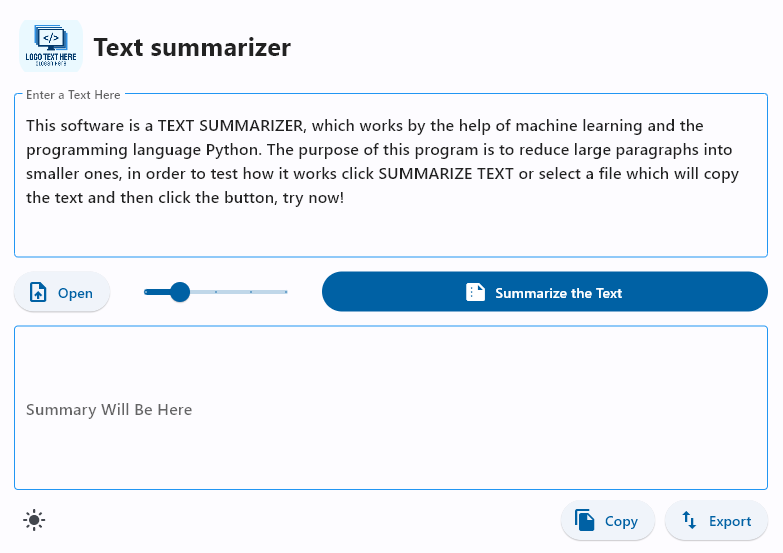 </>
LOGO TEXT HERE
Text summarizer
Enter a Text Here
This software is a TEXT SUMMARIZER, which works by the help of machine learning and the
programming language Python. The purpose of this program is to reduce large paragraphs into
smaller ones, in order to test how it works click SUMMARIZE TEXT or select a file which will copy
the text and then click the button, try now!
Open
Summarize the Text
Summary Will Be Here
Copy
Export